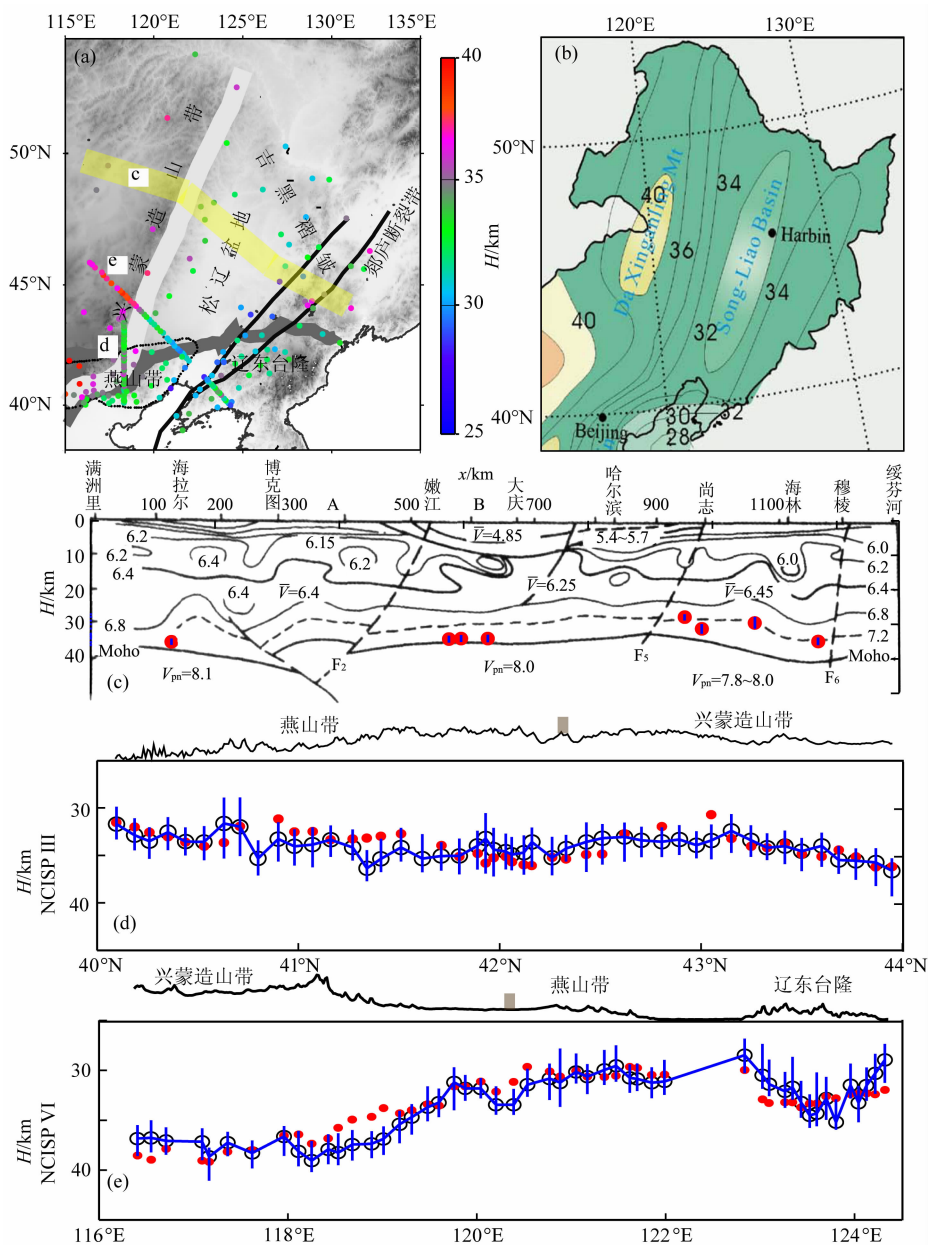 115°E 120°E 125°E 130°E 135°E
(a)
50°N
45°N
40°N
c
e
d
兴蒙造山带
松辽盆地
吉黑褶皱
郯庐断裂带
燕山带
辽东台隆
40
35
30
25
H/km
120°E 130°E
(b)
50°N
40°N
40
34
36
34
32
40
30
32
28
Da Xinganling Mt
Song-Liao Basin
Harbin
Beijing
x/km
满洲里 海拉尔 博克图 嫩江 大庆 哈尔滨 尚志 海林 穆棱 绥芬河
100 200 300 A 500 B 700 900 1100
0
10
20
30
40
H/km
6.2 6.15 V̅=4.85 5.4~5.7 6.0
6.2 6.4 6.2 6.0 6.2
6.4 6.4 V̅=6.4 V̅=6.25 V̅=6.45 6.4
6.8 6.8
7.2
Moho F2 F5 F6 Moho
(c) Vpn=8.1 Vpn=8.0 Vpn=7.8~8.0
燕山带 兴蒙造山带
30
40
H/km
NCISP III
(d)
40°N 41°N 42°N 43°N 44°N
兴蒙造山带 燕山带 辽东台隆
30
40
H/km
NCISP VI
(e)
116°E 118°E 120°E 122°E 124°E